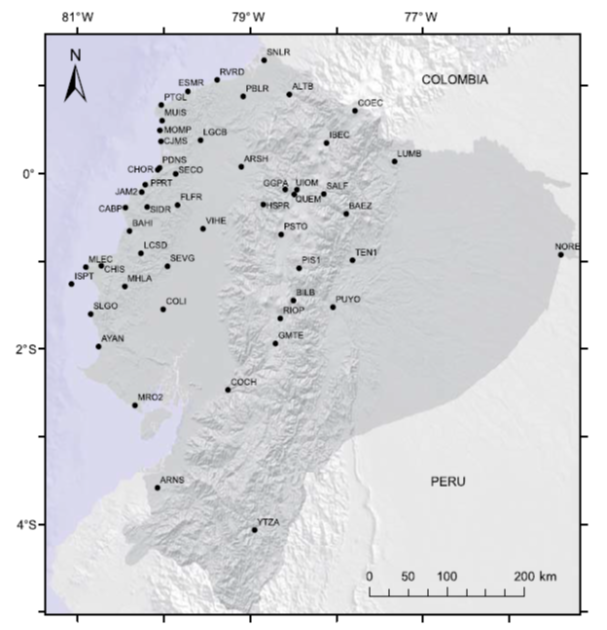 81°W 79°W 77°W
N
SNLR
COLOMBIA
RVRD
ESMR
PBLR
ALTB
PTGL
COEC
MUIS
MOMP
LGCB
CJMS
IBEC
LUMB
PDNS
ARSH
0°
CHOR
SECO
PPRT
GGPA
UIOM
JAM2
SALF
QUEM
FLFR
HSPR
CABP
SIDR
BAEZ
BAHI
VIHE
PSTO
NORE
LCSD
TEN1
MLEC
SEVG
PIS1
CHIS
ISPT
MHLA
BILB
SLGO
COLI
PUYO
RIOP
AYAN
GMTE
2°S
COCH
MRO2
ARNS
PERU
YTZA
4°S
0 50 100 200 km